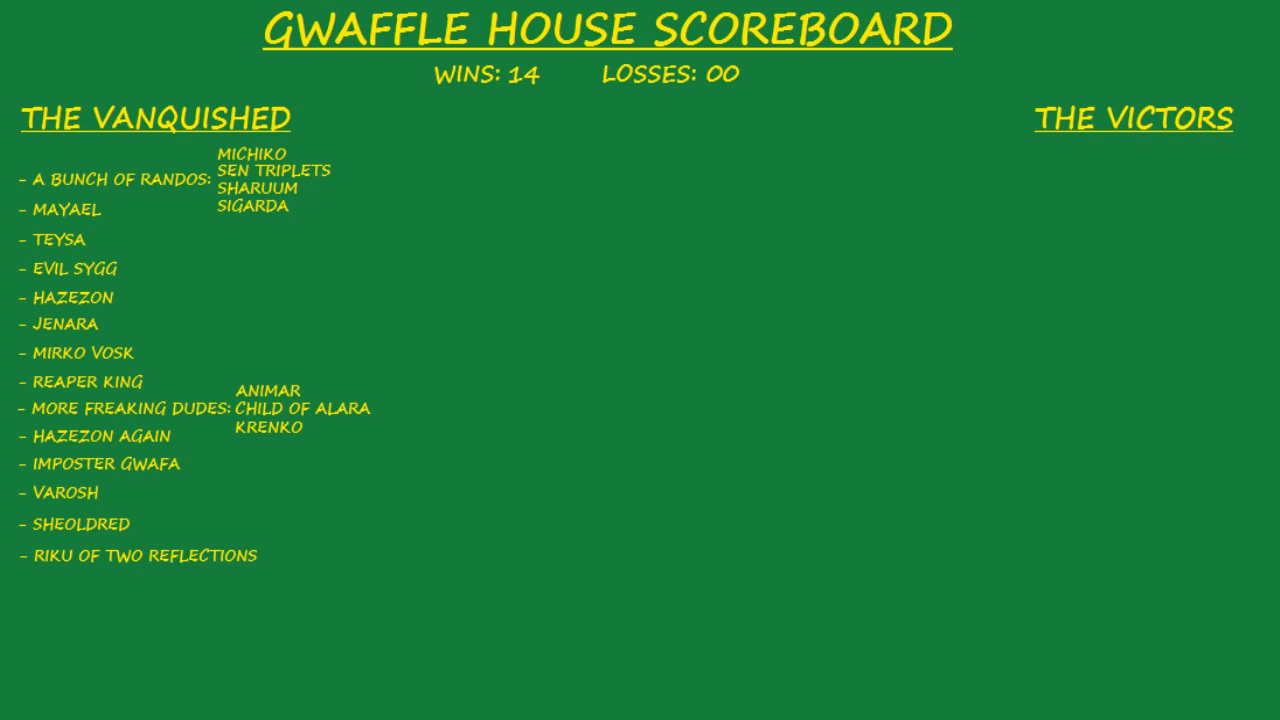 GWAFFLE HOUSE SCOREBOARD
WINS: 14 LOSSES: 00
THE VANQUISHED
THE VICTORS
- A BUNCH OF RANDOS:
MICHIKO
SEN TRIPLETS
SHARUUM
SIGARDA
- MAYAEL
- TEYSA
- EVIL SYGG
- HAZEZON
- JENARA
- MIRKO VOSK
- REAPER KING
- MORE FREAKING DUDES:
ANIMAR
CHILD OF ALARA
KRENKO
- HAZEZON AGAIN
- IMPOSTER GWAFA
- VAROSH
- SHEOLDRED
- RIKU OF TWO REFLECTIONS